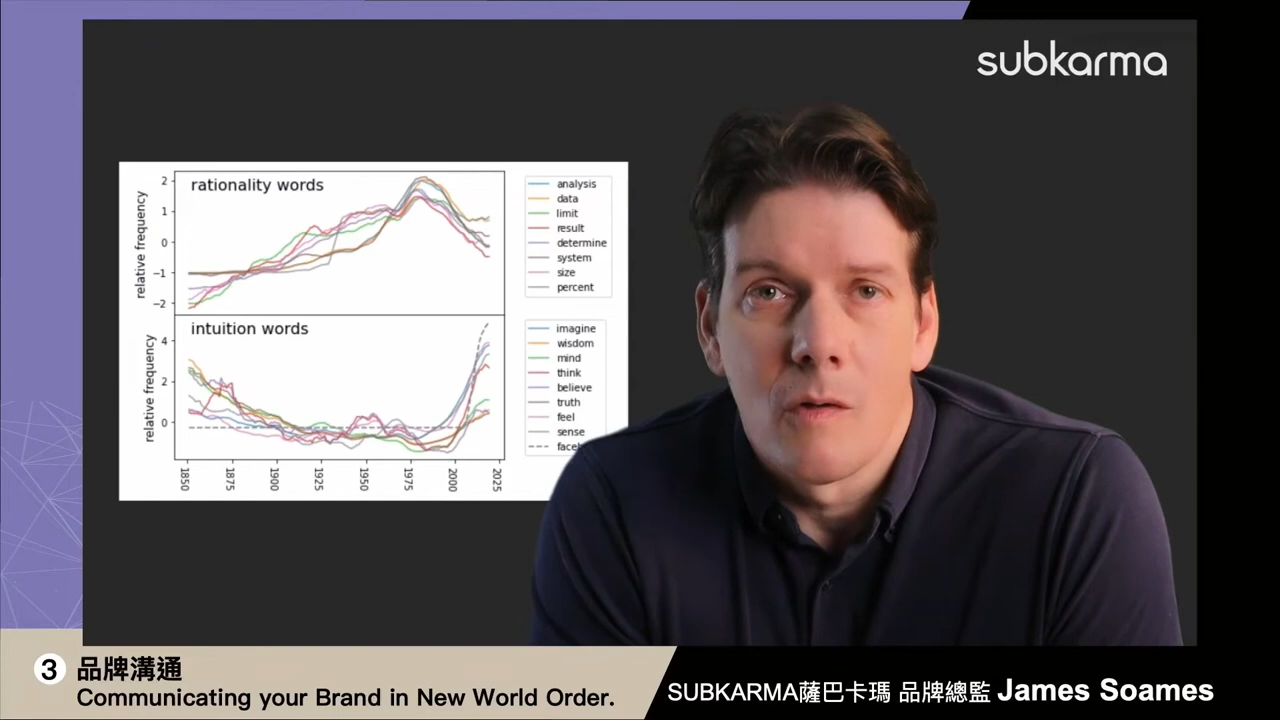 subkarma
rationality words
relative frequency
2
1
0
−1
−2
analysis
data
limit
result
determine
system
size
percent
intuition words
relative frequency
4
2
0
imagine
wisdom
mind
think
believe
truth
feel
sense
faceb
1850
1875
1900
1925
1950
1975
2000
2025
3 品牌溝通
Communicating your Brand in New World Order.
SUBKARMA薩巴卡瑪 品牌總監 James Soames